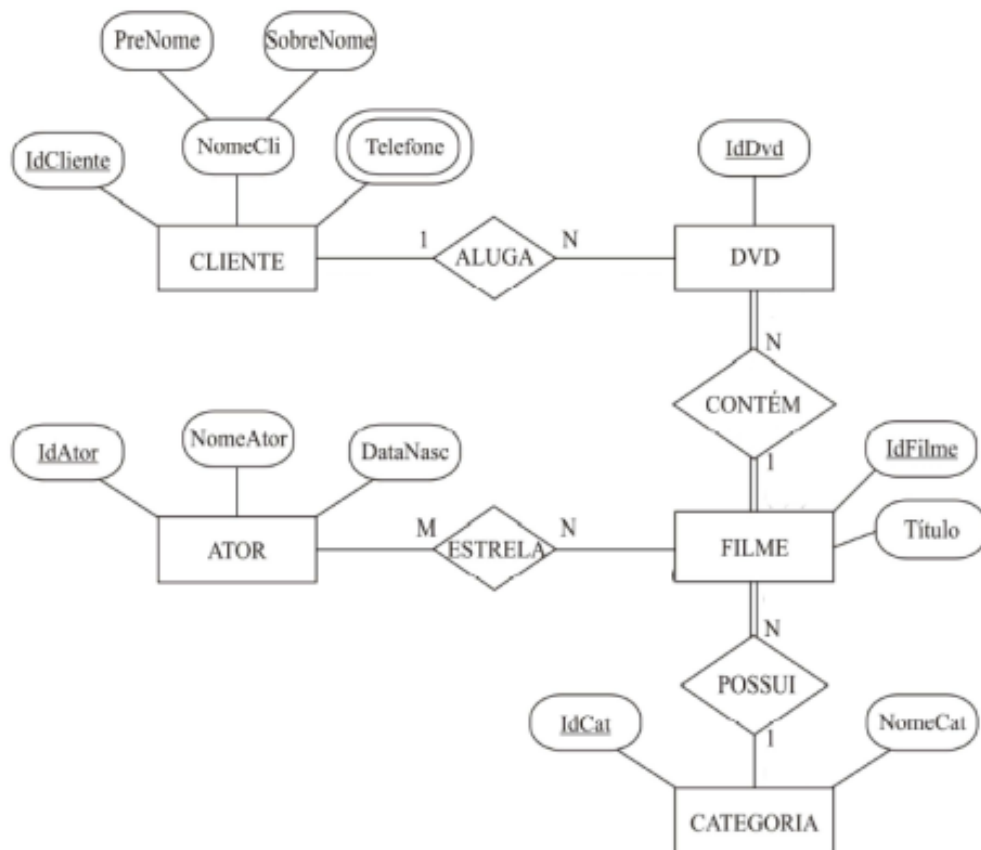 PreNome
SobreNome
IdCliente
NomeCli
Telefone
IdDvd
CLIENTE
1
ALUGA
N
DVD
N
CONTÉM
1
IdAtor
NomeAtor
DataNasc
IdFilme
Título
ATOR
M
ESTRELA
N
FILME
N
POSSUI
1
IdCat
NomeCat
CATEGORIA